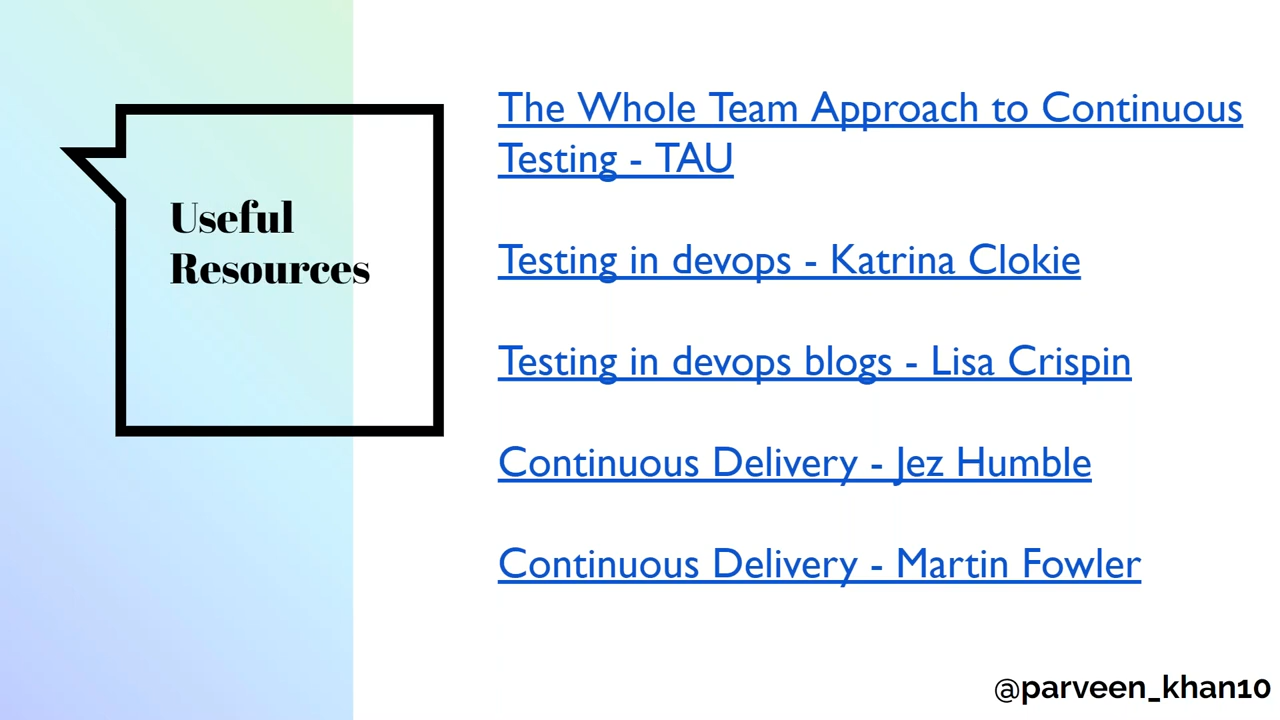 Useful
Resources
The Whole Team Approach to Continuous
Testing - TAU
Testing in devops - Katrina Clokie
Testing in devops blogs - Lisa Crispin
Continuous Delivery - Jez Humble
Continuous Delivery - Martin Fowler
@parveen_khan10